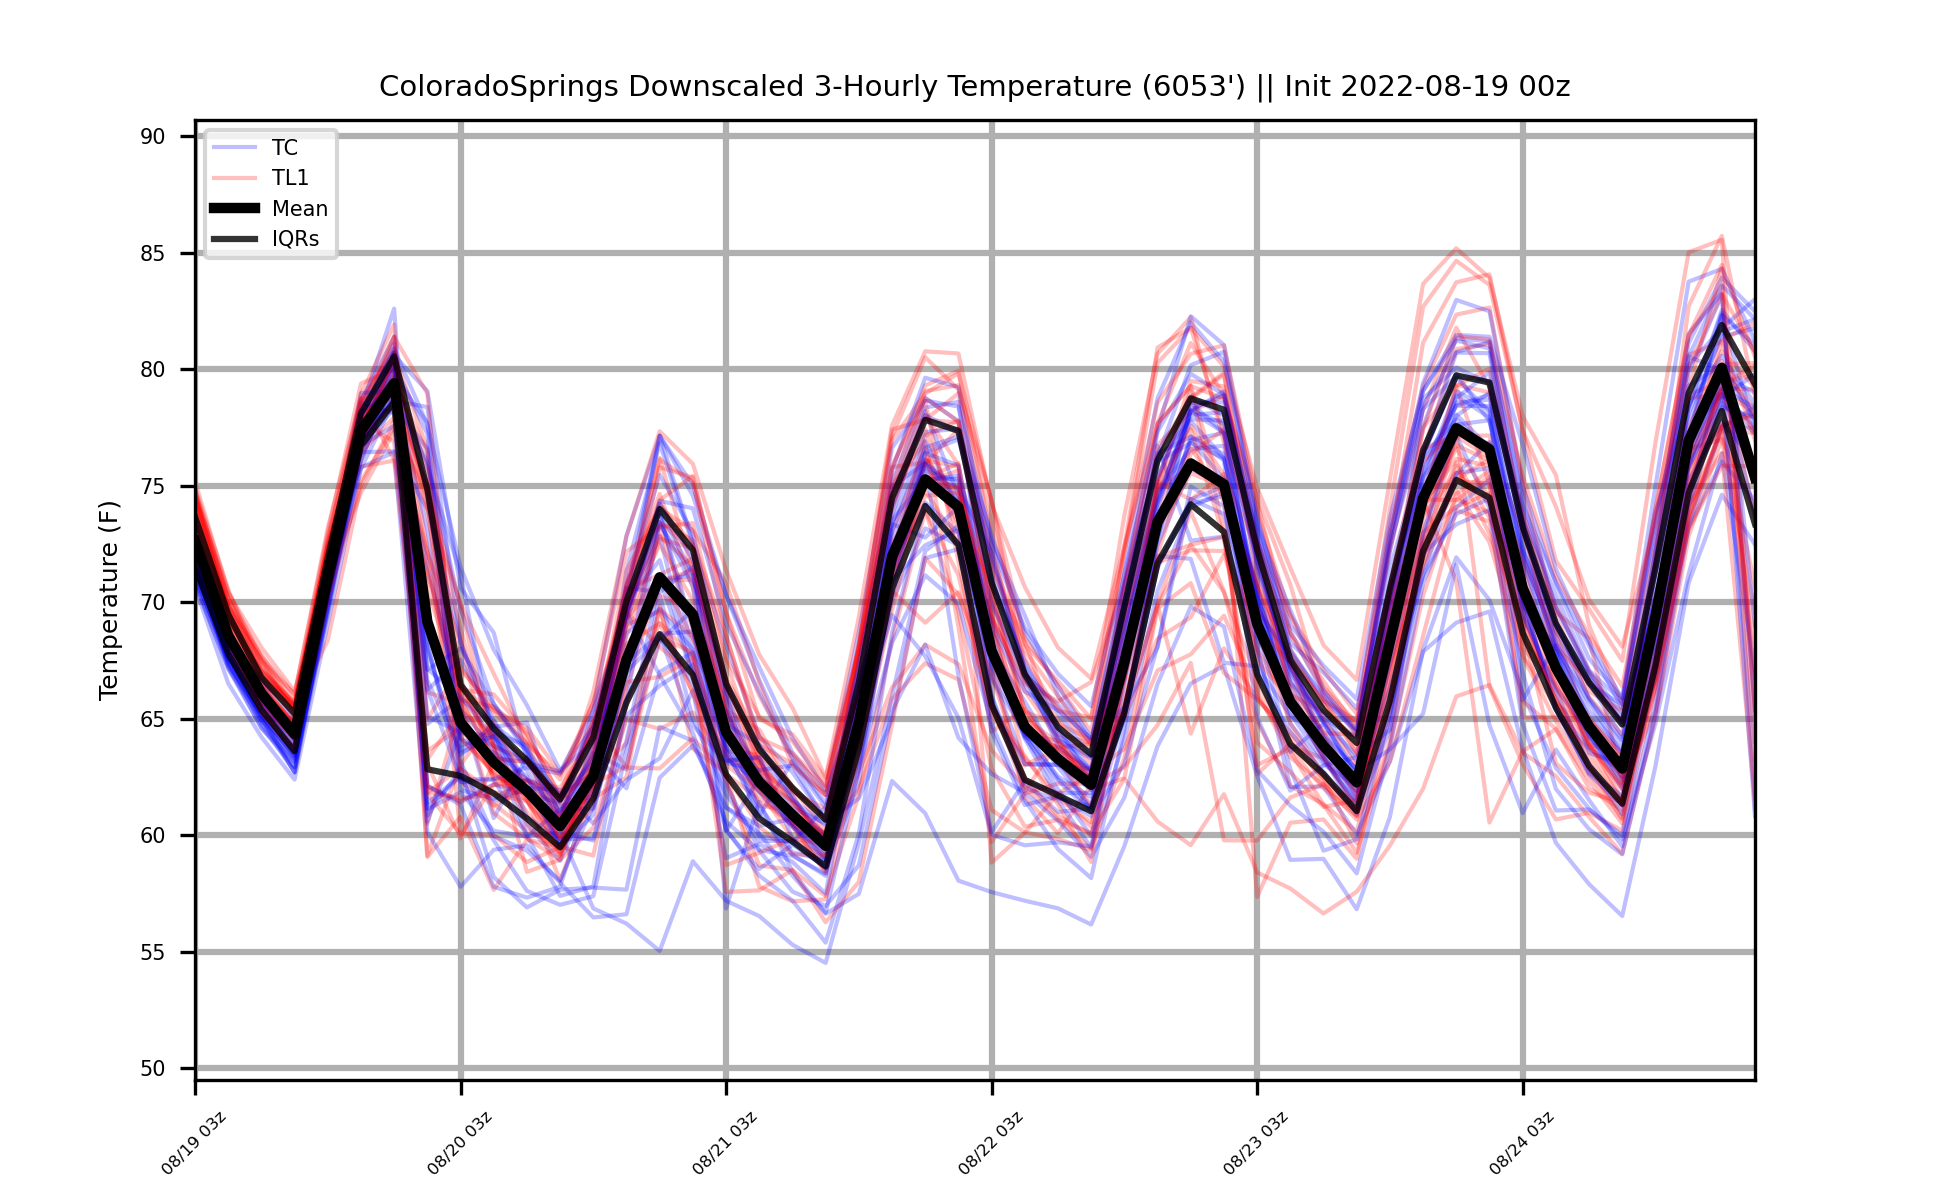 ColoradoSprings Downscaled 3-Hourly Temperature (6053') || Init 2022-08-19 00z
TC
TL1
Mean
IQRs
Temperature (F)
90
85
80
75
70
65
60
55
50
08/19 03z
08/20 03z
08/21 03z
08/22 03z
08/23 03z
08/24 03z